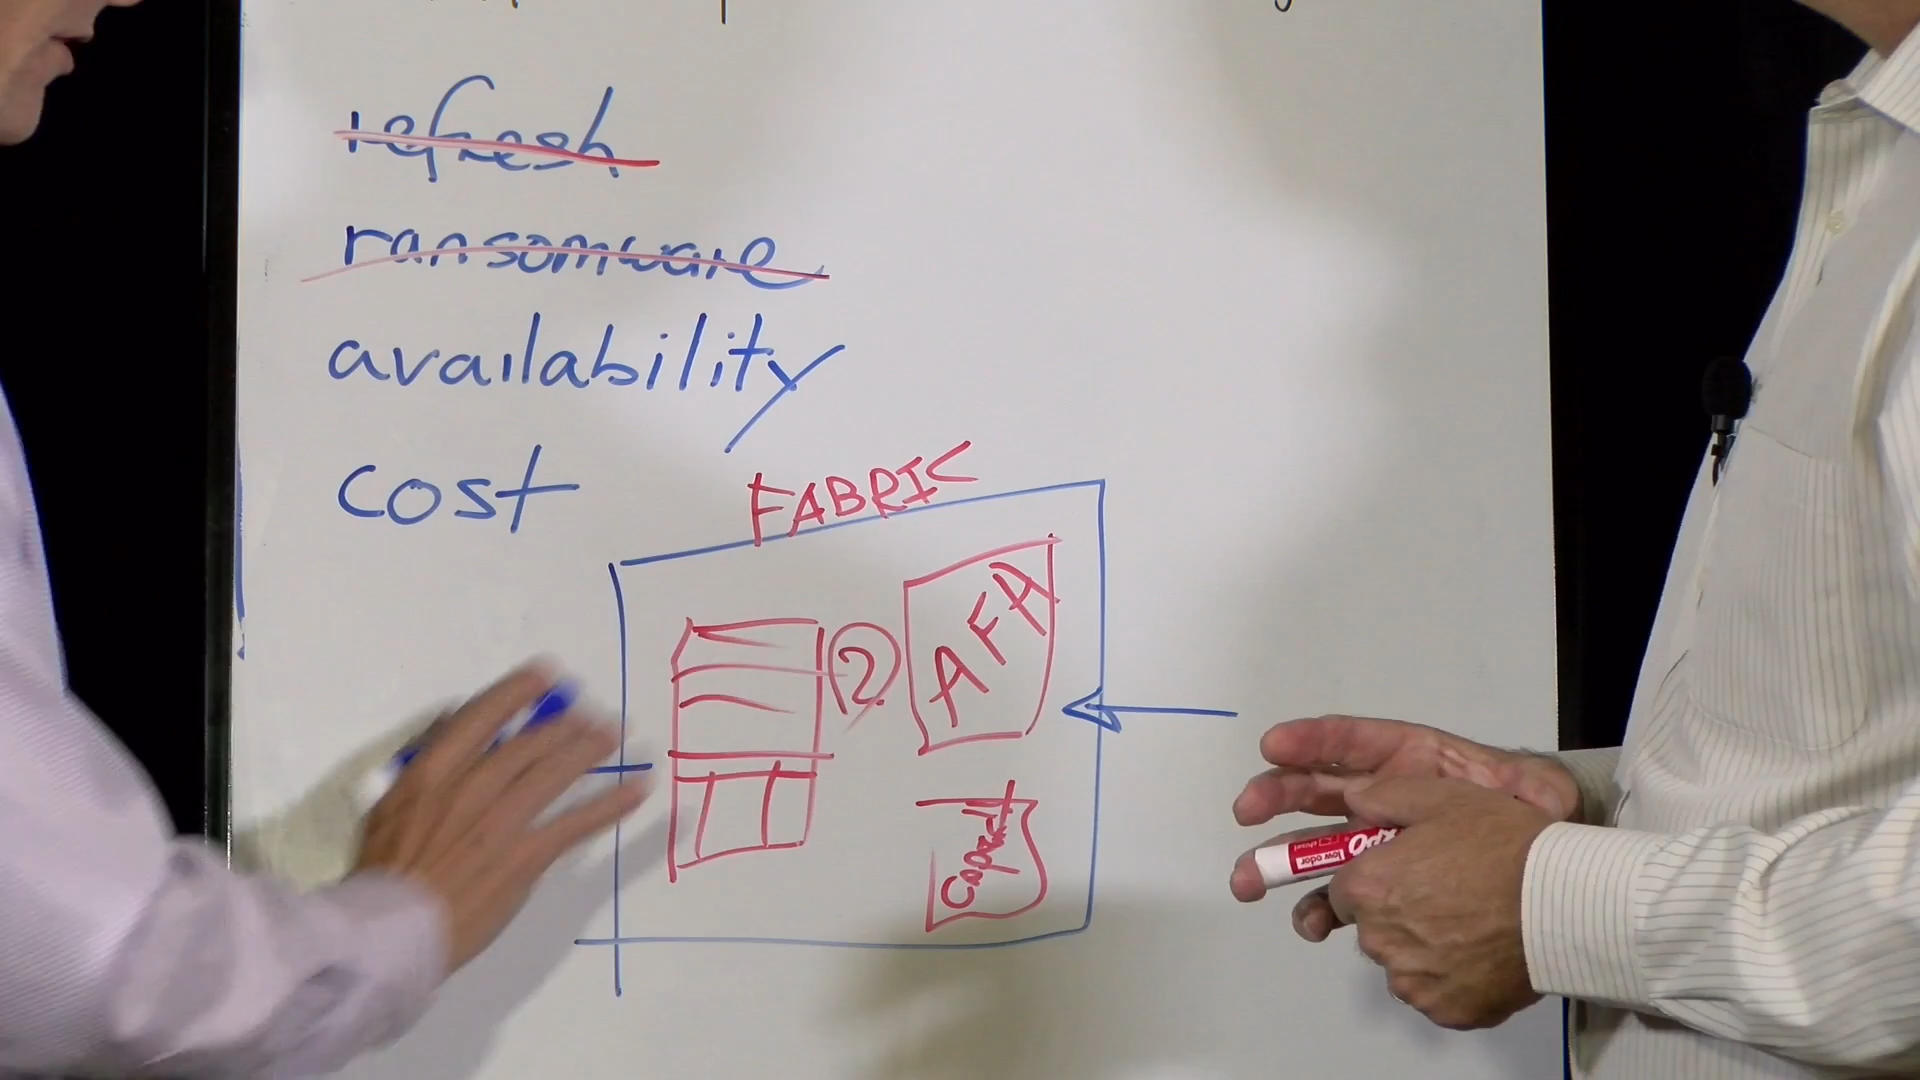 refresh
ransomware
availability
cost
FABRIC
2
AFA
EXPO
low odor